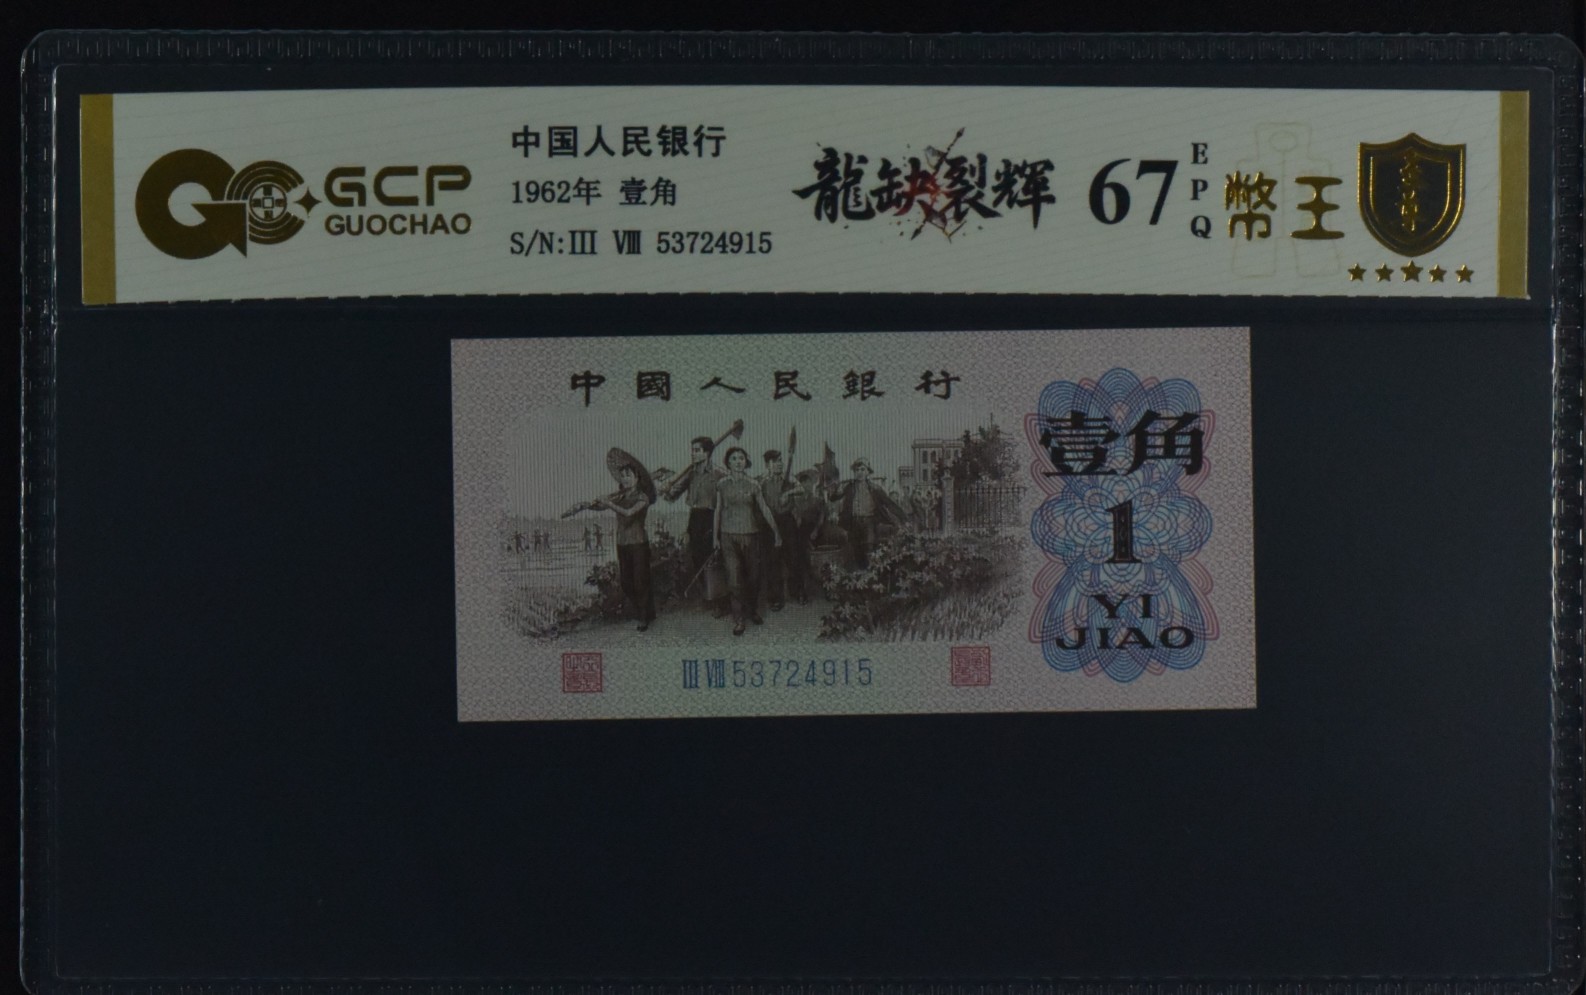 GCP
GUOCHAO
中国人民银行
1962年 壹角
S/N:III VIII 53724915
龍缺裂辉
67
EPQ
幣王
中國人民銀行
壹角
1
YI
JIAO
III VIII 53724915